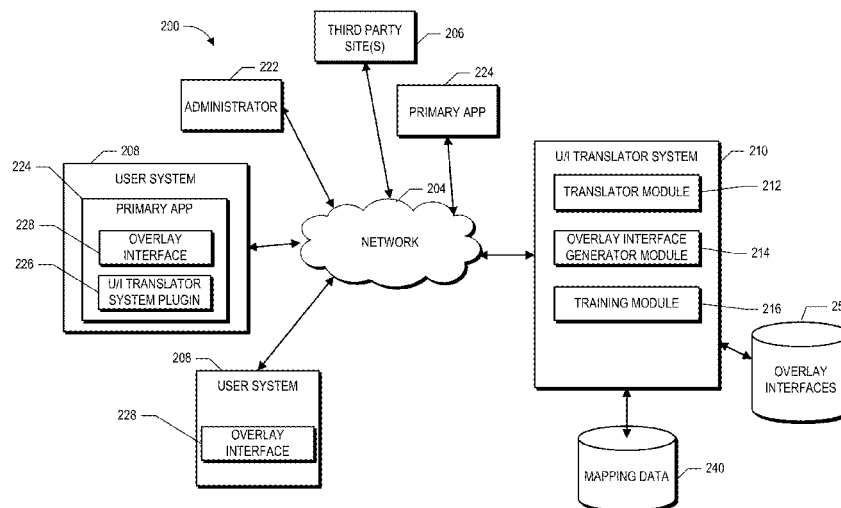 200
THIRD PARTY
SITE(S)
206
222
ADMINISTRATOR
224
PRIMARY APP
208
224
USER SYSTEM
PRIMARY APP
228
OVERLAY
INTERFACE
226
U/I TRANSLATOR
SYSTEM PLUGIN
204
NETWORK
U/I TRANSLATOR SYSTEM
210
TRANSLATOR MODULE
212
OVERLAY INTERFACE
GENERATOR MODULE
214
TRAINING MODULE
216
OVERLAY
INTERFACES
208
USER SYSTEM
228
OVERLAY
INTERFACE
MAPPING DATA
240